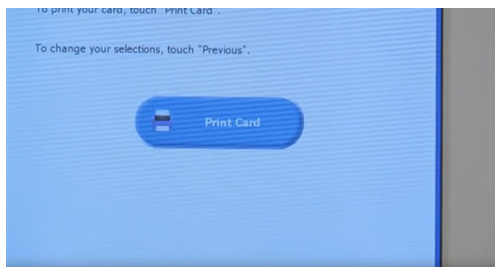 To print your card, touch "Print Card".
To change your selections, touch "Previous".
Print Card